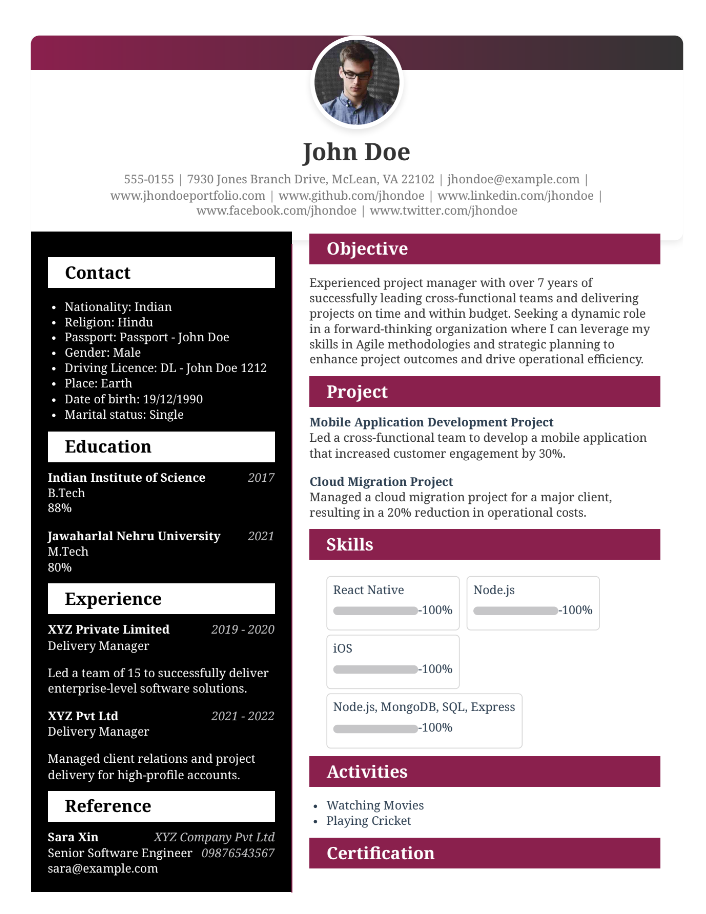 John Doe
555-0155 | 7930 Jones Branch Drive, McLean, VA 22102 | jhondoe@example.com |
www.jhondoeportfolio.com | www.github.com/jhondoe | www.linkedin.com/jhondoe |
www.facebook.com/jhondoe | www.twitter.com/jhondoe
Contact
• Nationality: Indian
• Religion: Hindu
• Passport: Passport - John Doe
• Gender: Male
• Driving Licence: DL - John Doe 1212
• Place: Earth
• Date of birth: 19/12/1990
• Marital status: Single
Education
Indian Institute of Science 2017
B.Tech
88%
Jawaharlal Nehru University 2021
M.Tech
80%
Experience
XYZ Private Limited 2019 - 2020
Delivery Manager
Led a team of 15 to successfully deliver
enterprise-level software solutions.
XYZ Pvt Ltd 2021 - 2022
Delivery Manager
Managed client relations and project
delivery for high-profile accounts.
Reference
Sara Xin XYZ Company Pvt Ltd
Senior Software Engineer 09876543567
sara@example.com
Objective
Experienced project manager with over 7 years of
successfully leading cross-functional teams and delivering
projects on time and within budget. Seeking a dynamic role
in a forward-thinking organization where I can leverage my
skills in Agile methodologies and strategic planning to
enhance project outcomes and drive operational efficiency.
Project
Mobile Application Development Project
Led a cross-functional team to develop a mobile application
that increased customer engagement by 30%.
Cloud Migration Project
Managed a cloud migration project for a major client,
resulting in a 20% reduction in operational costs.
Skills
React Native
-100%
Node.js
-100%
iOS
-100%
Node.js, MongoDB, SQL, Express
-100%
Activities
• Watching Movies
• Playing Cricket
Certification